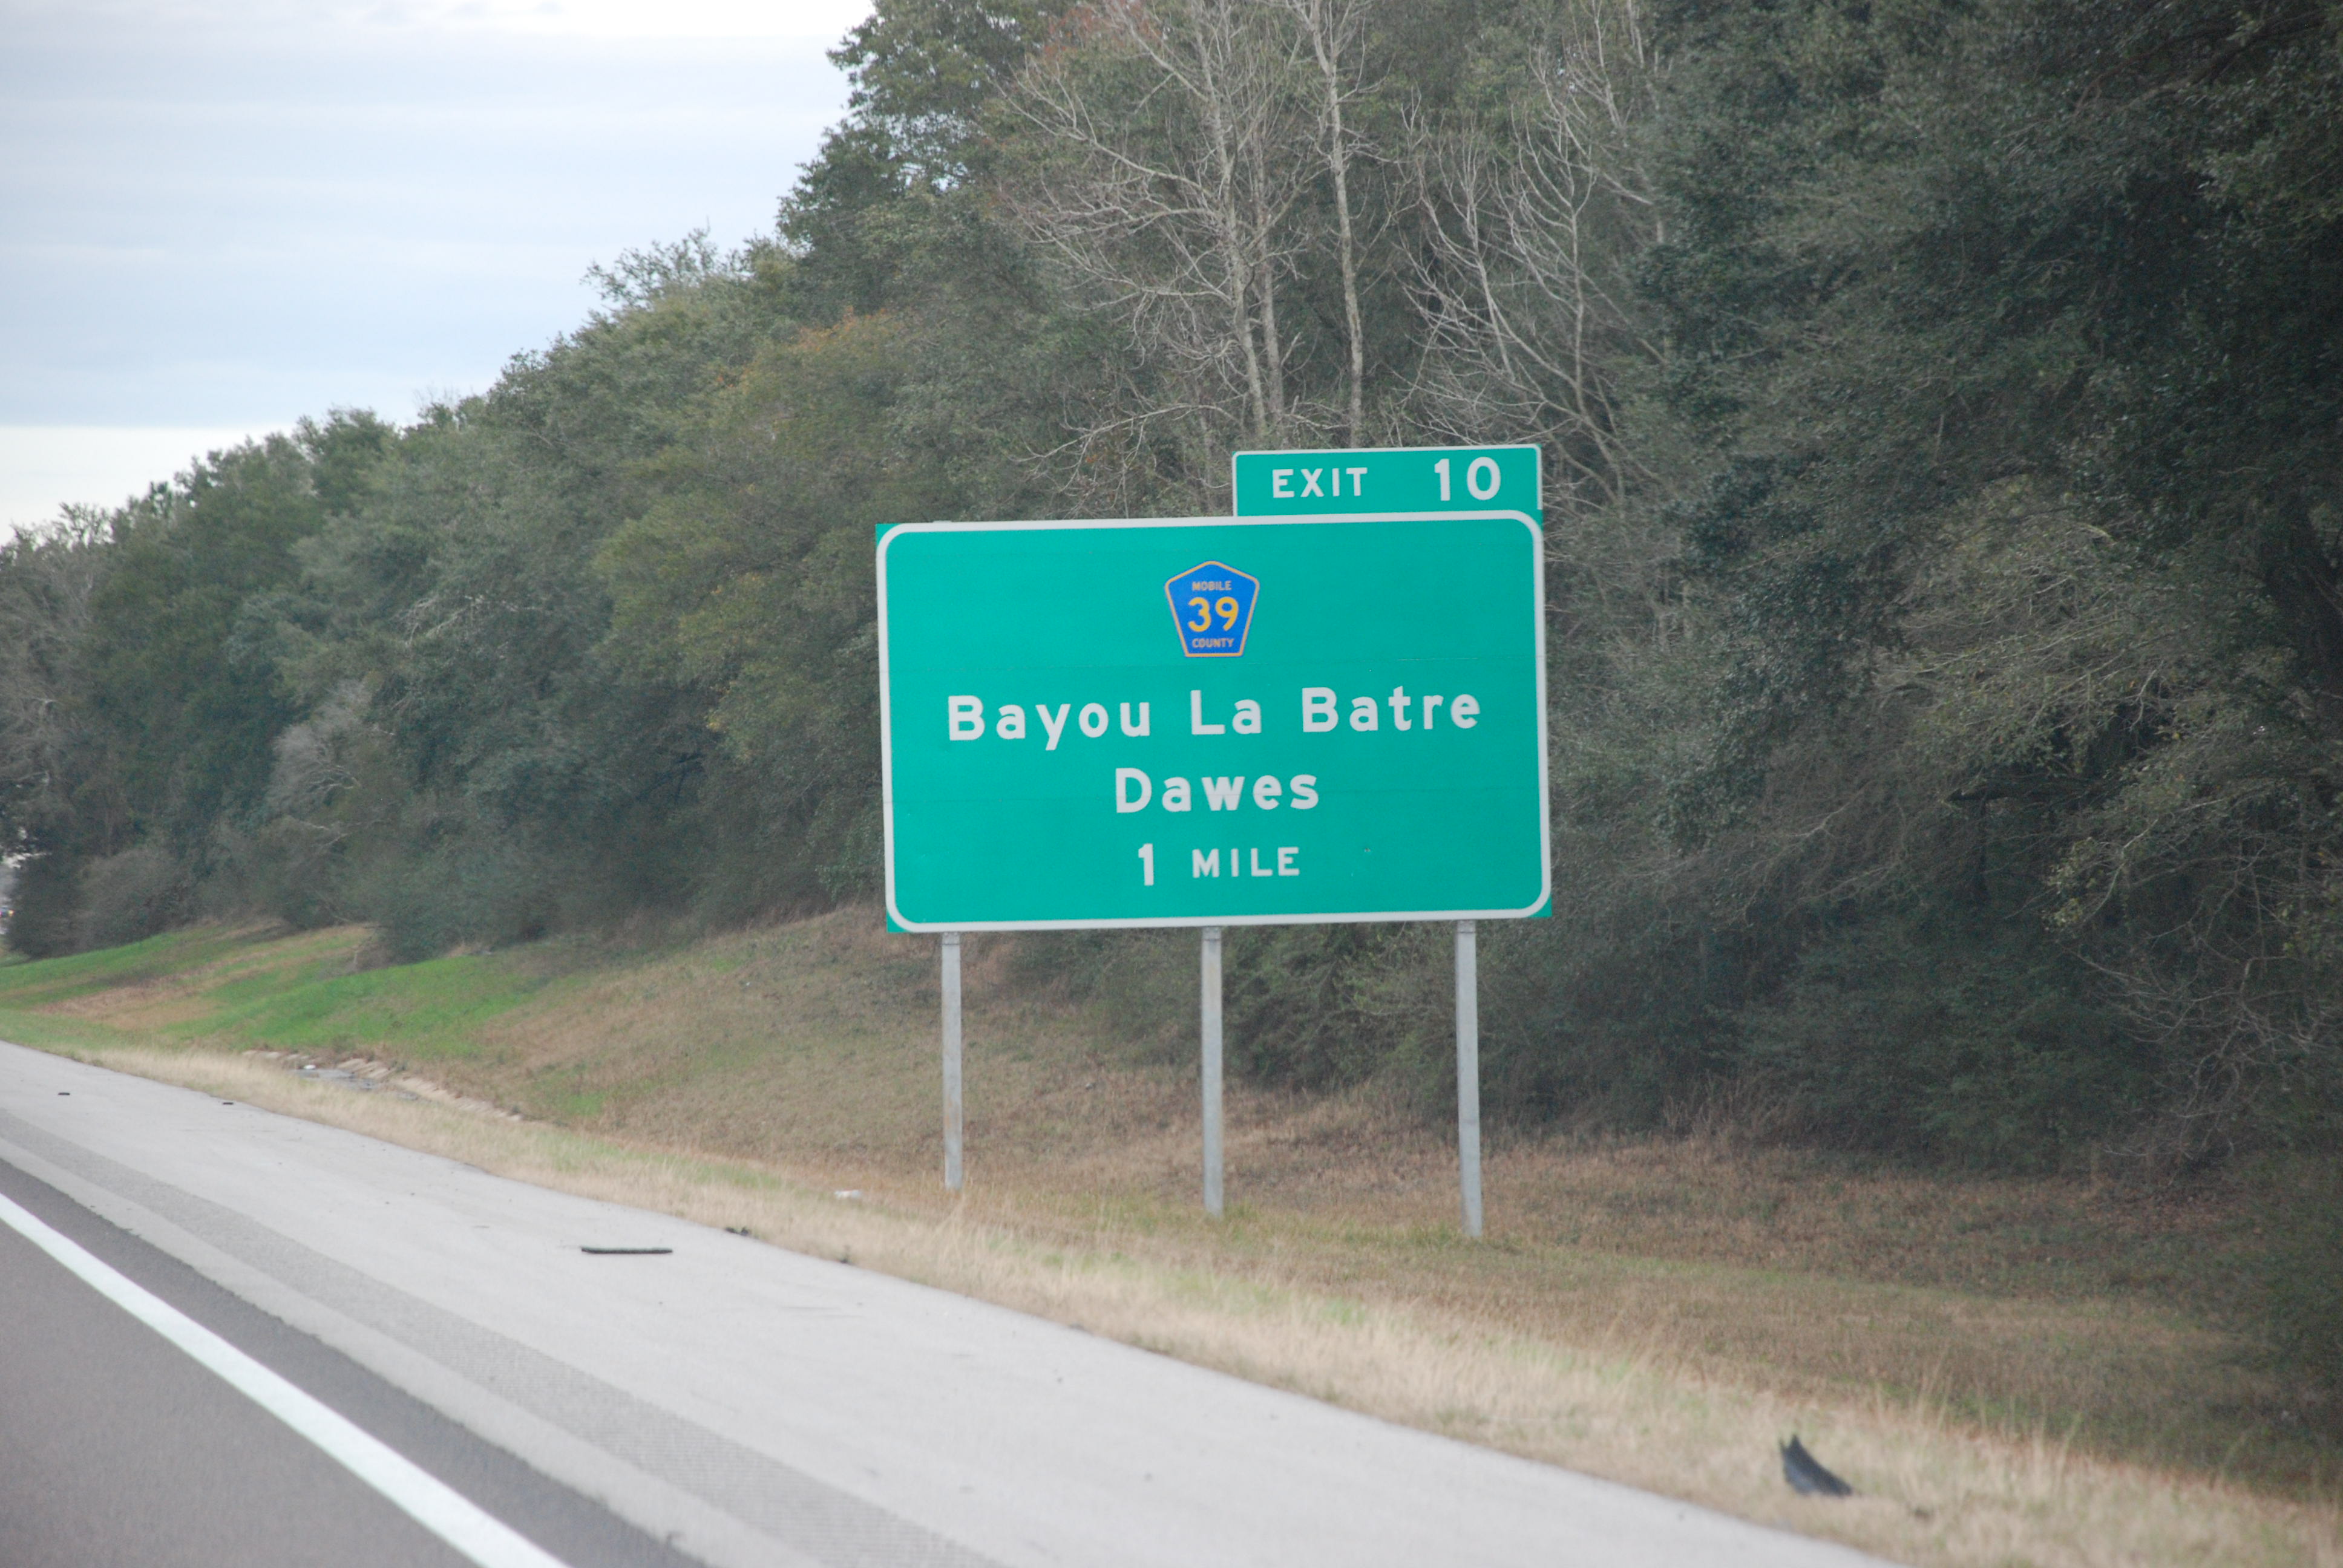 EXIT 10
MOBILE
39
COUNTY
Bayou La Batre
Dawes
1 MILE